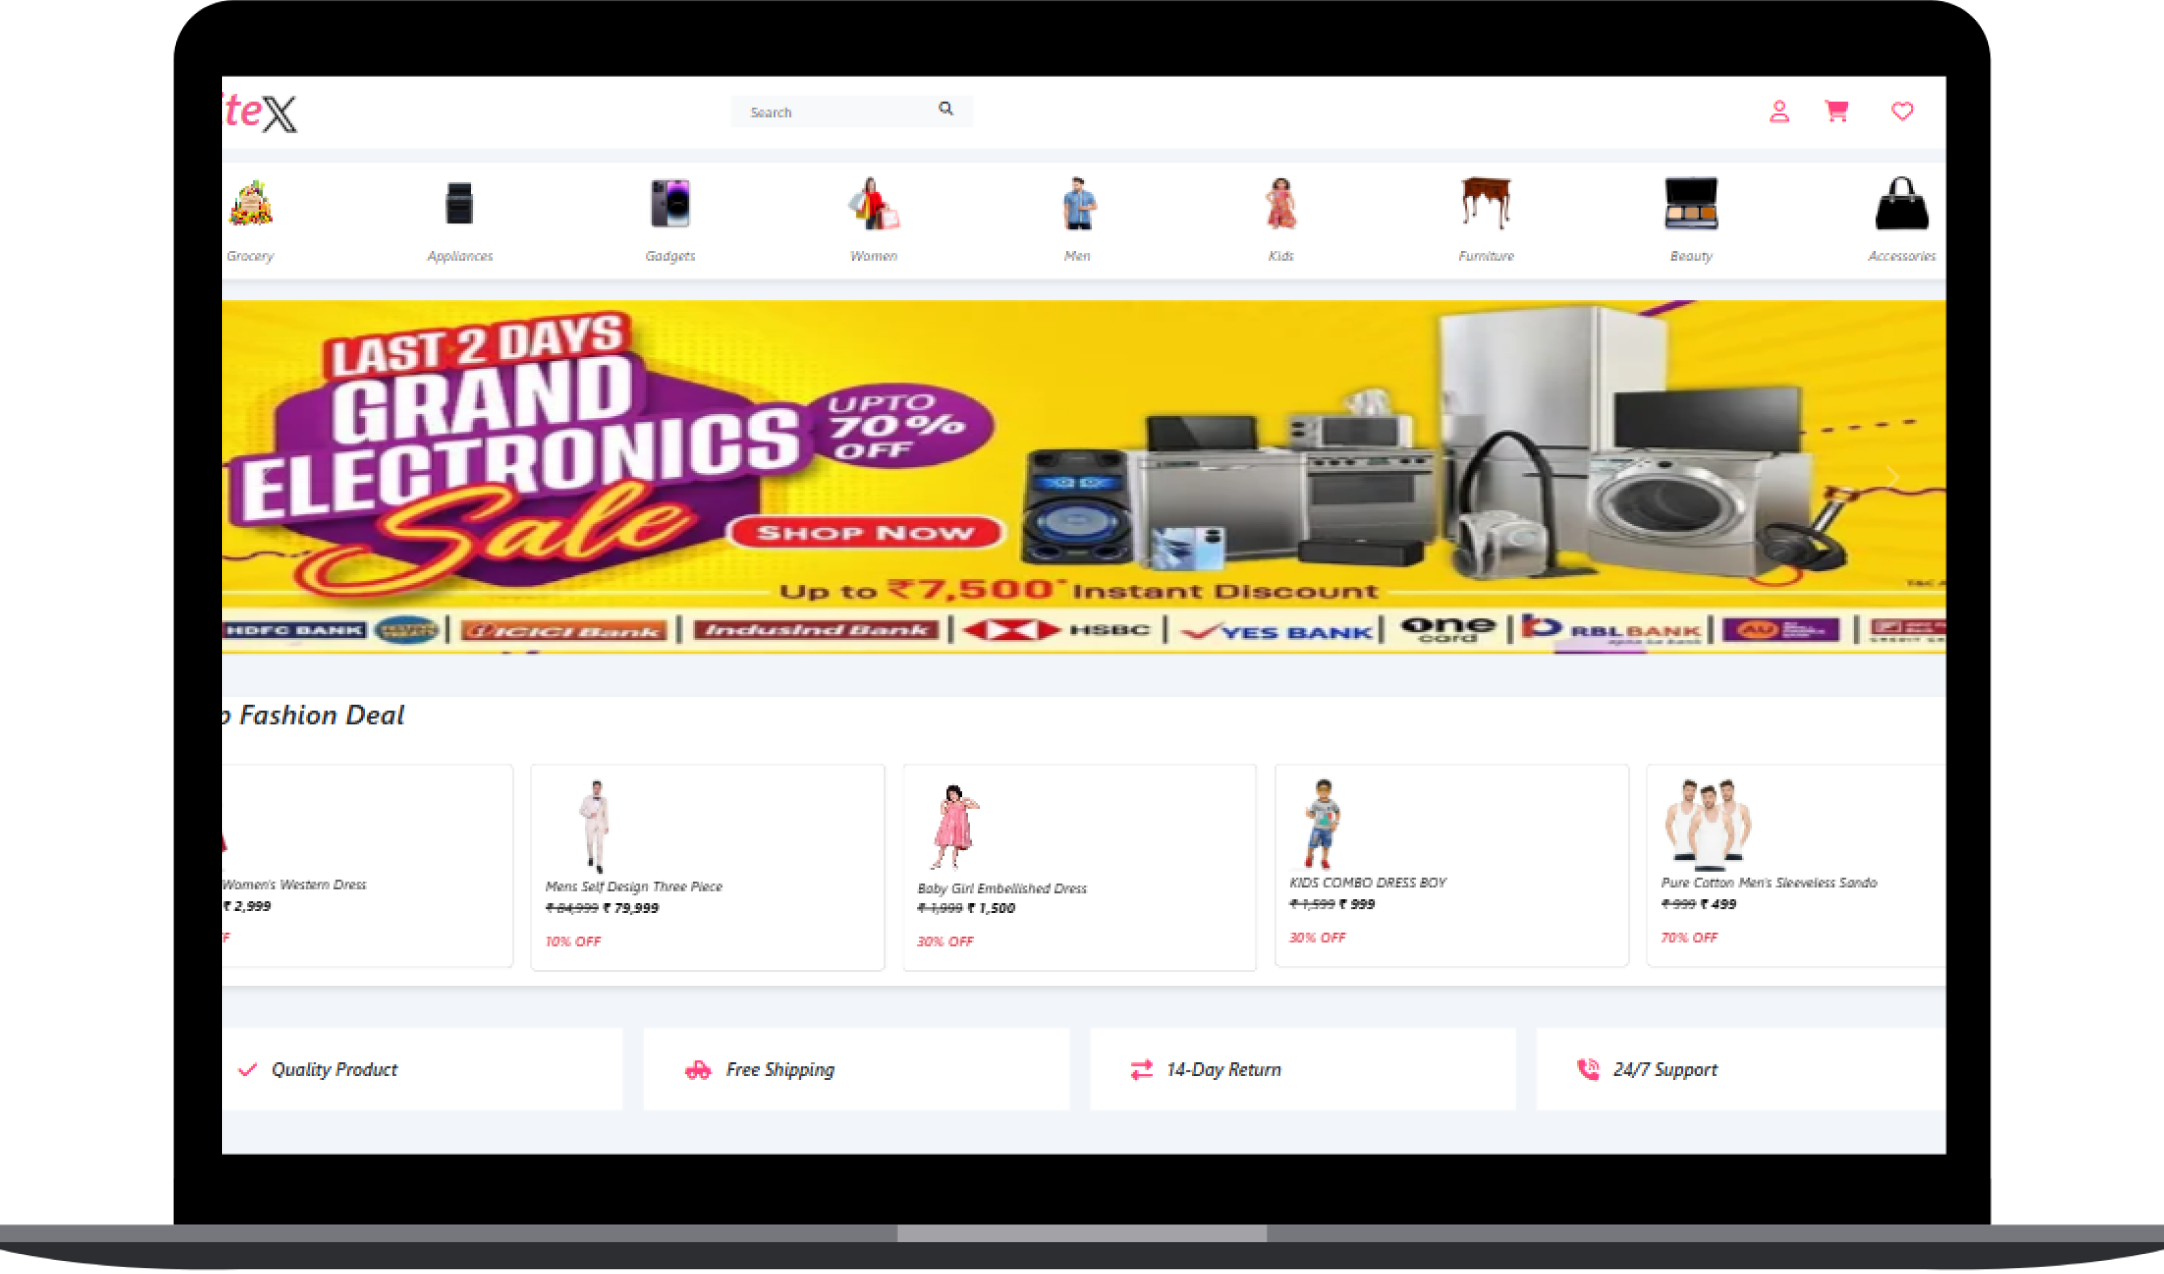 iteX
Search
Grocery
Appliances
Gadgets
Women
Men
Kids
Furniture
Beauty
Accessories
LAST 2 DAYS
GRAND
ELECTRONICS
Sale
UPTO
70%
OFF
SHOP NOW
Up to ₹7,500* Instant Discount
HDFC BANK
ICICI Bank
IndusInd Bank
HSBC
YES BANK
one
card
RBL BANK
AU
p Fashion Deal
Women's Western Dress
₹ 2,999
Mens Self Design Three Piece
₹ 84,999 ₹ 79,999
10% OFF
Baby Girl Embellished Dress
₹ 1,999 ₹ 1,500
30% OFF
KIDS COMBO DRESS BOY
₹ 1,599 ₹ 999
30% OFF
Pure Cotton Men's Sleeveless Sando
₹ 999 ₹ 499
70% OFF
Quality Product
Free Shipping
14-Day Return
24/7 Support